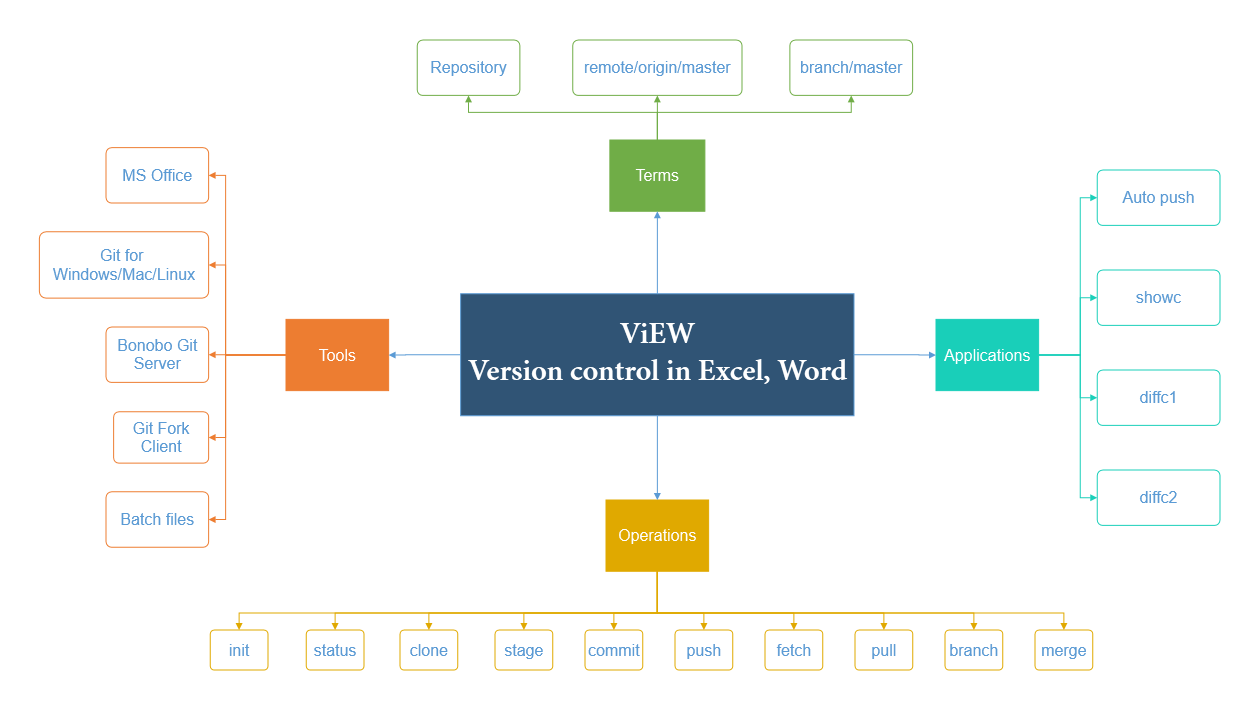 Repository
remote/origin/master
branch/master
Terms
MS Office
Git for
Windows/Mac/Linux
Bonobo Git
Server
Git Fork
Client
Batch files
Tools
ViEW
Version control in Excel, Word
Applications
Auto push
showc
diffc1
diffc2
Operations
init
status
clone
stage
commit
push
fetch
pull
branch
merge